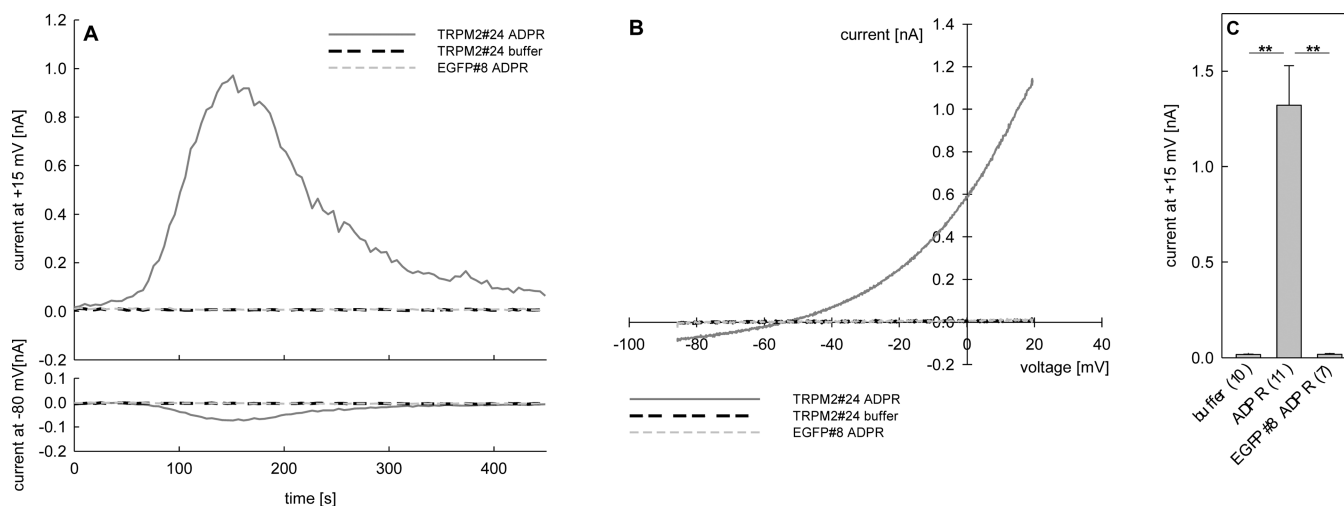 A
TRPM2#24 ADPR
TRPM2#24 buffer
EGFP#8 ADPR
current at +15 mV [nA]
1.2
1.0
0.8
0.6
0.4
0.2
0.0
-0.2
current at -80 mV[nA]
0.1
0.0
-0.1
-0.2
0 100 200 300 400
time [s]
B
current [nA]
1.4
1.2
1.0
0.8
0.6
0.4
0.2
0.0
-0.2
-100 -80 -60 -40 -20 0 20 40
voltage [mV]
TRPM2#24 ADPR
TRPM2#24 buffer
EGFP#8 ADPR
C
** **
current at +15 mV [nA]
1.5
1.0
0.5
0.0
buffer (10)
ADPR (11)
EGFP#8 ADPR (7)